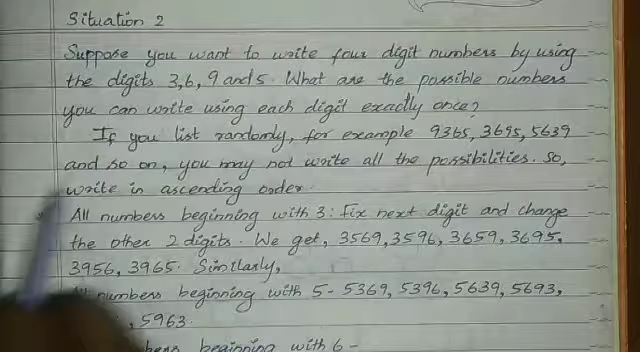 Situation 2
Suppose you want to write four digit numbers by using
the digits 3,6, 9 and 5. What are the possible numbers
you can write using each digit exactly once?
If you list randomly, for example 9365, 3695, 5639
and so on, you may not write all the possibilities. So,
write in ascending order.
All numbers beginning with 3: Fix next digit and change
the other 2 digits. We get, 3569, 3596, 3659, 3695,
3956, 3965. Similarly,
numbers beginning with 5- 5369, 5396, 5639, 5693,
, 5963.
beginning with 6-